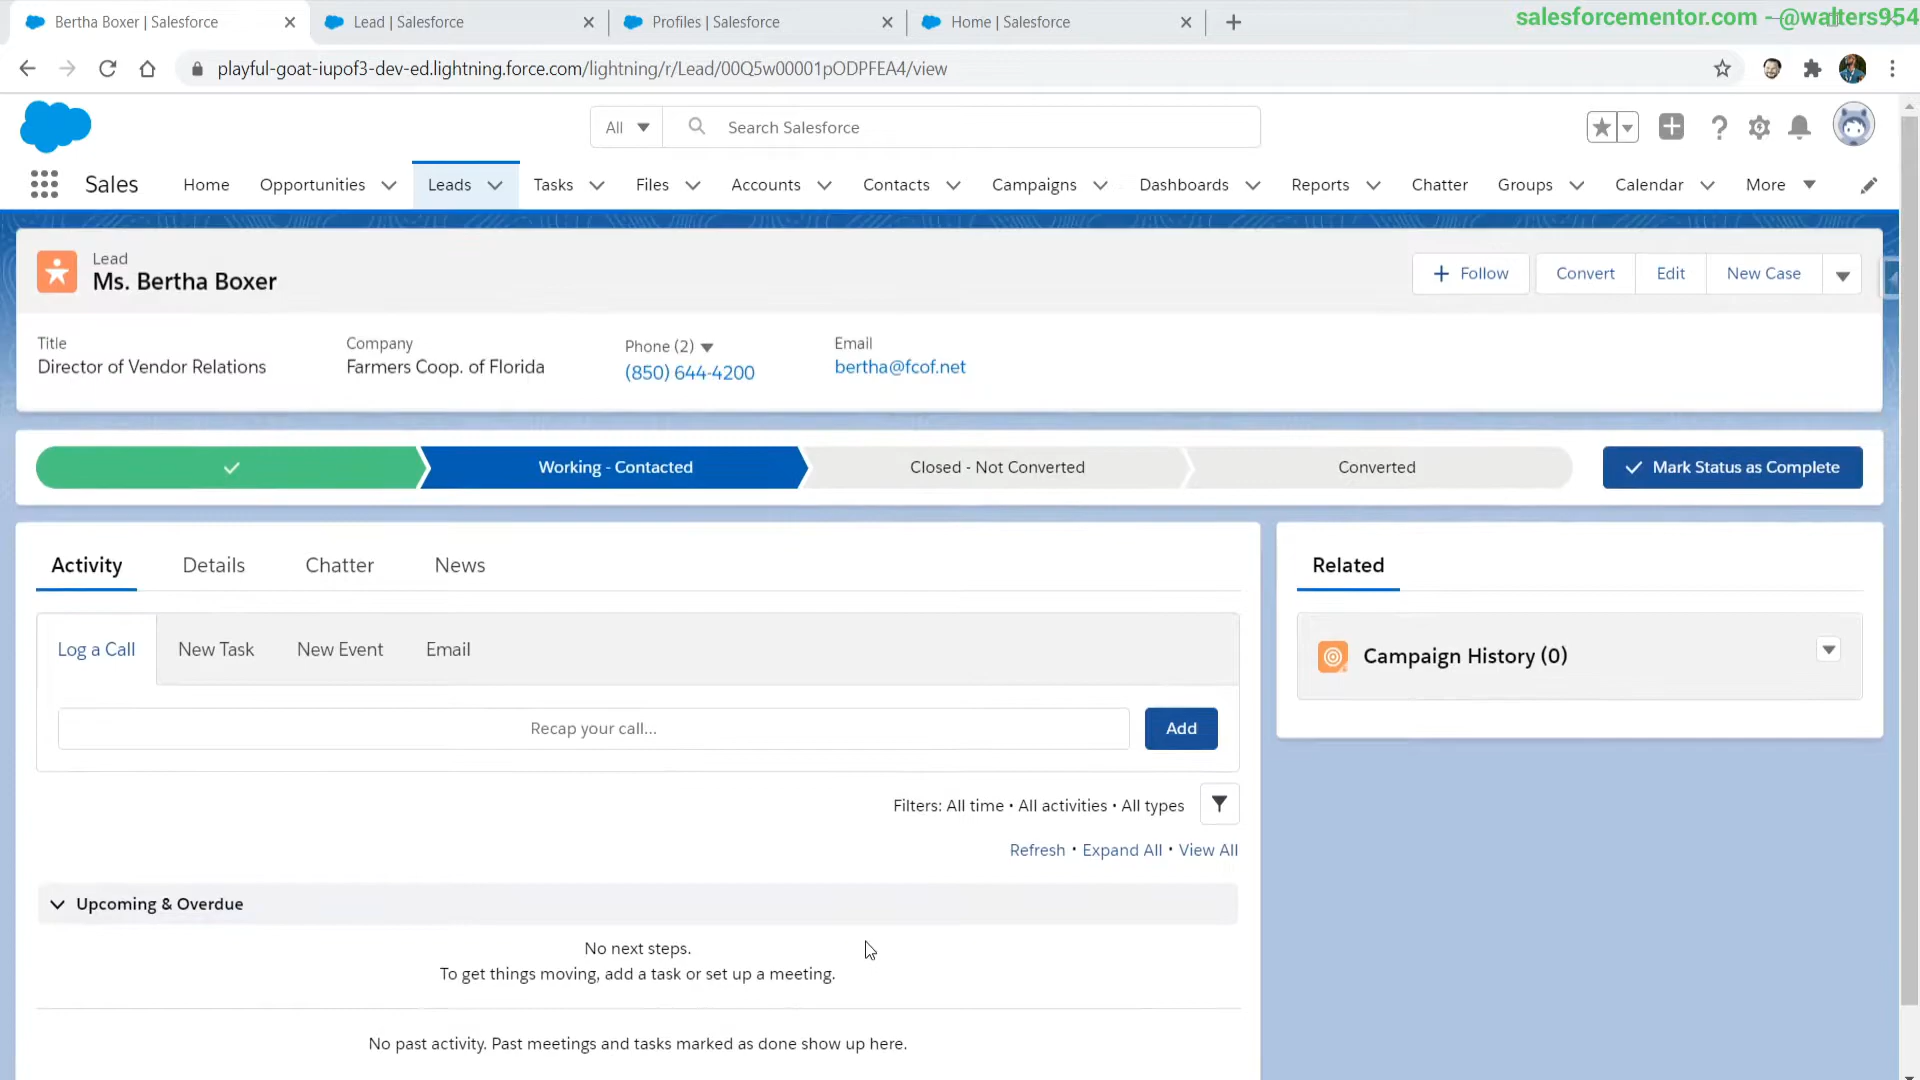 Bertha Boxer | Salesforce
Lead | Salesforce
Profiles | Salesforce
Home | Salesforce
salesforcementor.com - @walters954
playful-goat-iupof3-dev-ed.lightning.force.com/lightning/r/Lead/00Q5w00001pODPFEA4/view
All
Search Salesforce
Sales
Home
Opportunities
Leads
Tasks
Files
Accounts
Contacts
Campaigns
Dashboards
Reports
Chatter
Groups
Calendar
More
Lead
Ms. Bertha Boxer
Follow
Convert
Edit
New Case
Title
Company
Phone (2)
Email
Director of Vendor Relations
Farmers Coop. of Florida
(850) 644-4200
bertha@fcof.net
Working - Contacted
Closed - Not Converted
Converted
Mark Status as Complete
Activity
Details
Chatter
News
Related
Log a Call
New Task
New Event
Email
Campaign History (0)
Recap your call...
Add
Filters: All time • All activities • All types
Refresh • Expand All • View All
Upcoming & Overdue
No next steps.
To get things moving, add a task or set up a meeting.
No past activity. Past meetings and tasks marked as done show up here.